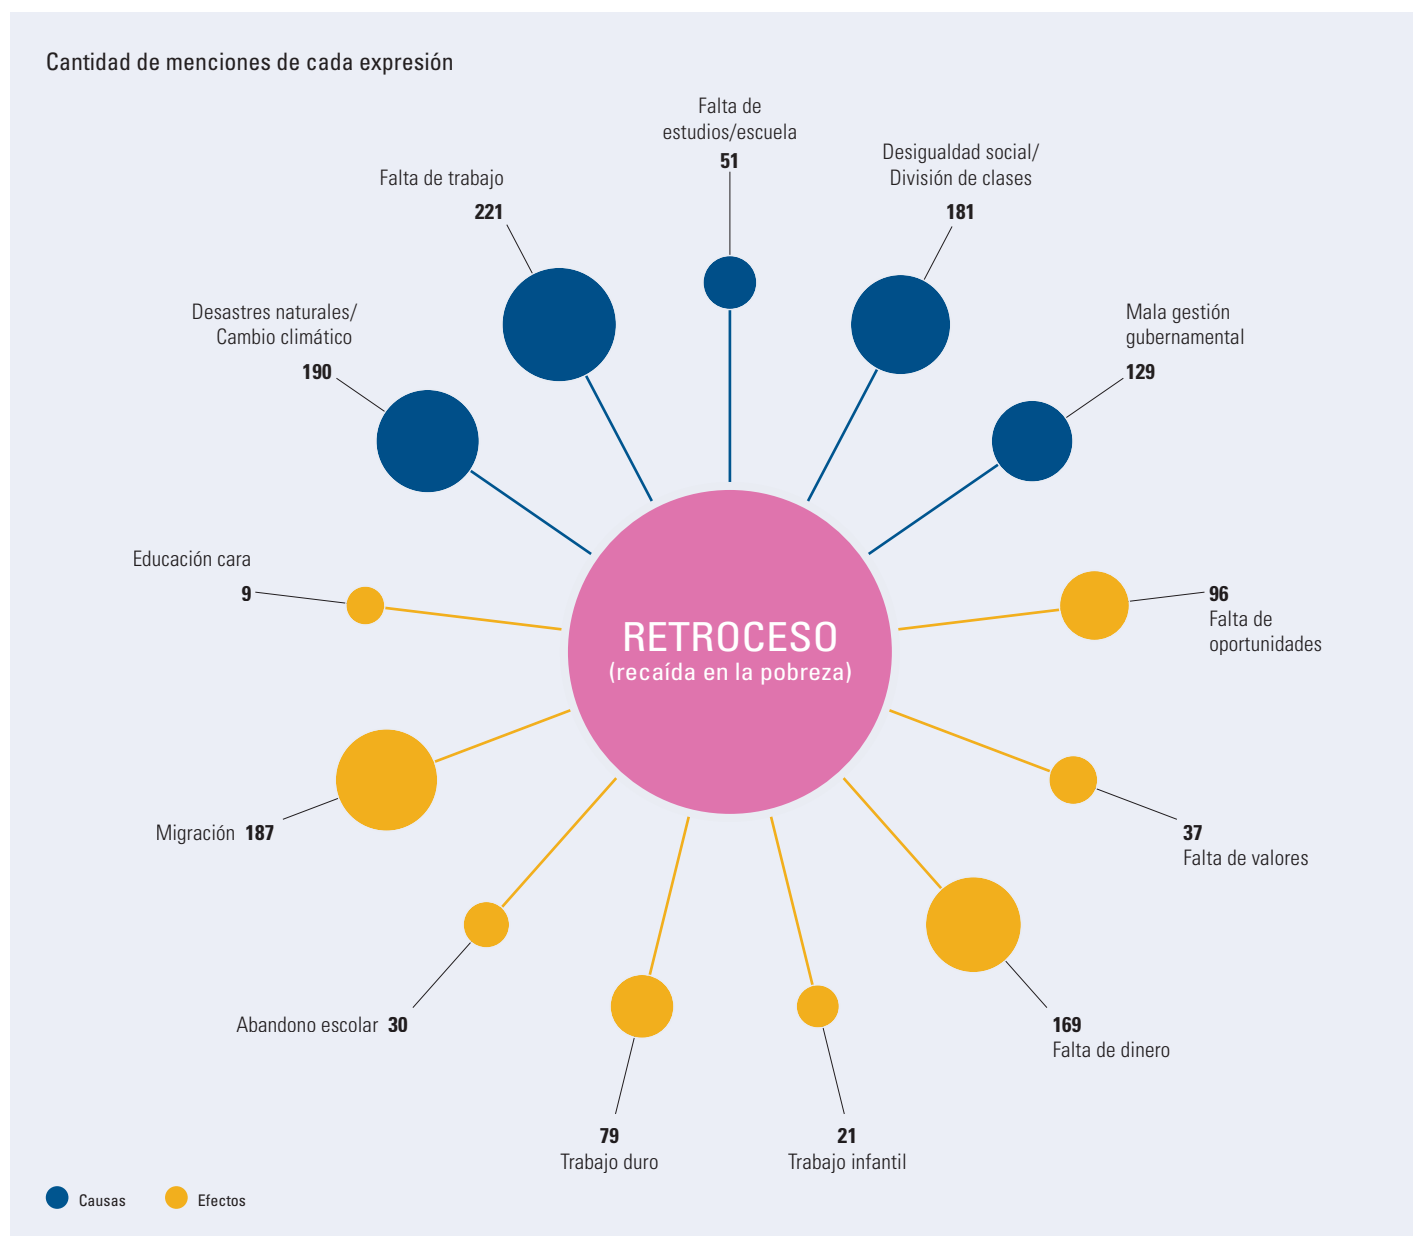 Cantidad de menciones de cada expresión
Falta de
estudios/escuela
51
Desigualdad social/
División de clases
181
Falta de trabajo
221
Mala gestión
gubernamental
129
Desastres naturales/
Cambio climático
190
Educación cara
9
96
Falta de
oportunidades
RETROCESO
(recaída en la pobreza)
Migración 187
37
Falta de valores
Abandono escolar 30
169
Falta de dinero
79
Trabajo duro
21
Trabajo infantil
Causas
Efectos